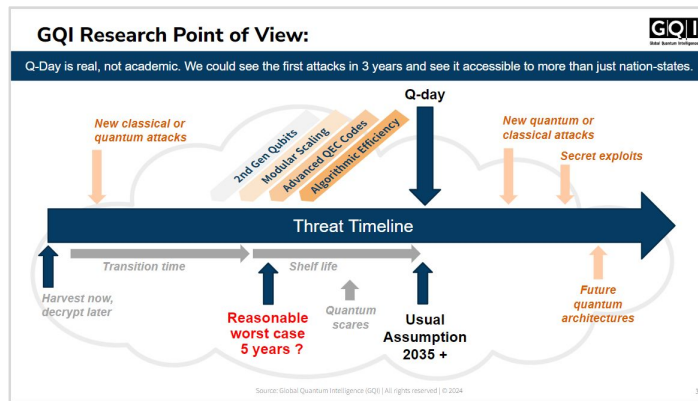 GQI Research Point of View:
GQI
Global Quantum Intelligence
Q-Day is real, not academic. We could see the first attacks in 3 years and see it accessible to more than just nation-states.
Q-day
New classical or
quantum attacks
2nd Gen Qubits
Modular Scaling
Advanced QEC Codes
Algorithmic Efficiency
New quantum or
classical attacks
Secret exploits
Threat Timeline
Transition time
Shelf life
Harvest now,
decrypt later
Reasonable
worst case
5 years ?
Quantum
scares
Usual
Assumption
2035 +
Future
quantum
architectures
Source: Global Quantum Intelligence (GQI) | All rights reserved | © 2024